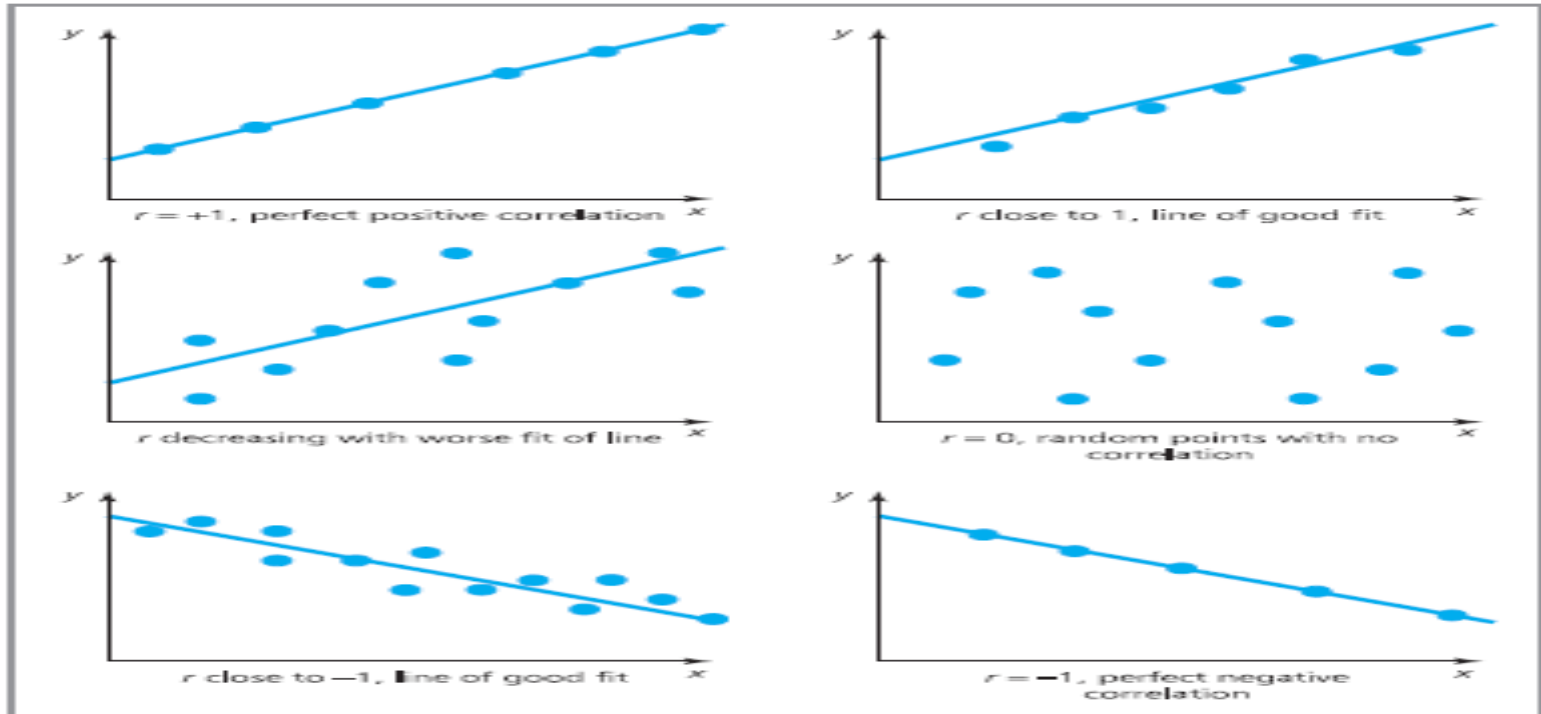 y
y
r = +1, perfect positive correlation x
r close to 1, line of good fit x
y
y
r decreasing with worse fit of line x
r = 0, random points with no x
correlation
y
y
r close to −1, line of good fit x
r = −1, perfect negative x
correlation